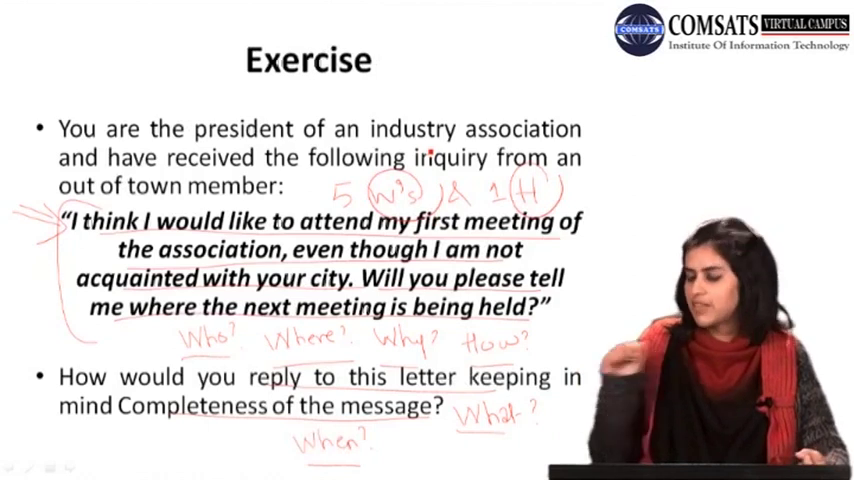 COMSATS VIRTUAL CAMPUS
Institute Of Information Technology
COMSATS
Exercise
• You are the president of an industry association
and have received the following inquiry from an
out of town member:
5 W's & 1 H
“I think I would like to attend my first meeting of
the association, even though I am not
acquainted with your city. Will you please tell
me where the next meeting is being held?”
Who? Where? Why? How?
• How would you reply to this letter keeping in
mind Completeness of the message?
What?
When?